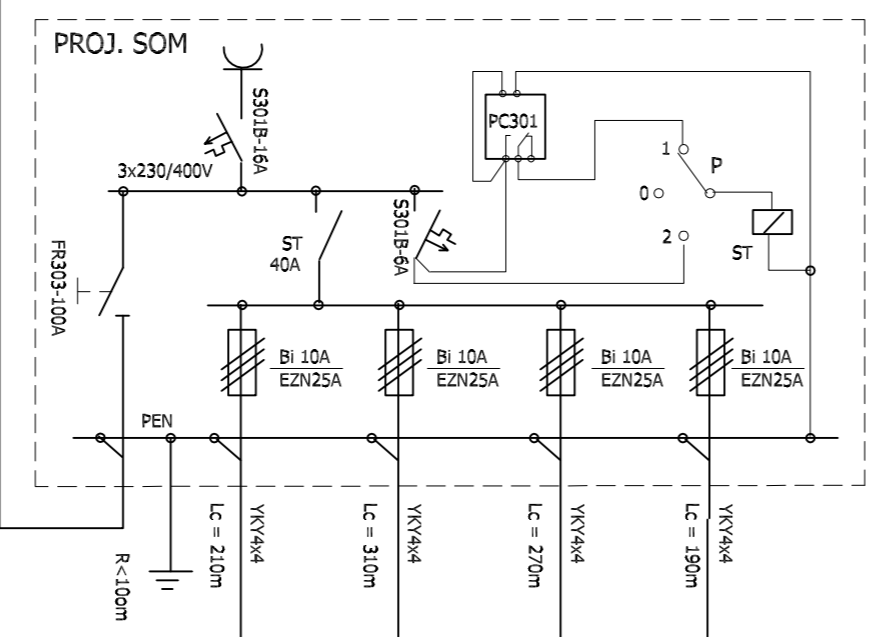 PROJ. SOM
S301B-16A
3x230/400V
PC301
1
P
0
2
ST
ST
40A
S301B-6A
FR303-100A
Bi 10A
EZN25A
Bi 10A
EZN25A
Bi 10A
EZN25A
Bi 10A
EZN25A
PEN
R<10om
Lc = 210m
YKY4x4
Lc = 310m
YKY4x4
Lc = 270m
YKY4x4
Lc = 190m
YKY4x4